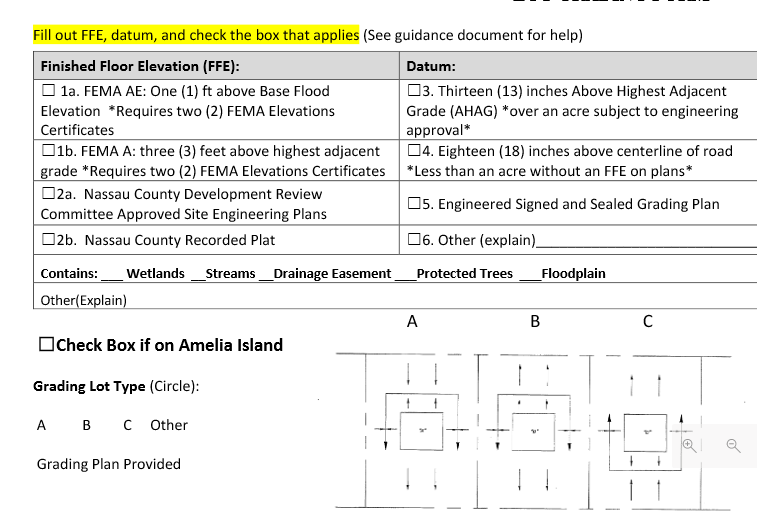 Fill out FFE, datum, and check the box that applies (See guidance document for help)
Finished Floor Elevation (FFE): Datum:
☐ 1a. FEMA AE: One (1) ft above Base Flood
Elevation *Requires two (2) FEMA Elevations
Certificates
☐3. Thirteen (13) inches Above Highest Adjacent
Grade (AHAG) *over an acre subject to engineering
approval*
☐1b. FEMA A: three (3) feet above highest adjacent
grade *Requires two (2) FEMA Elevations Certificates
☐4. Eighteen (18) inches above centerline of road
*Less than an acre without an FFE on plans*
☐2a. Nassau County Development Review
Committee Approved Site Engineering Plans
☐5. Engineered Signed and Sealed Grading Plan
☐2b. Nassau County Recorded Plat
☐6. Other (explain)__________________________
Contains: ___ Wetlands __Streams __Drainage Easement ___Protected Trees ___Floodplain
Other(Explain)
A B C
☐Check Box if on Amelia Island
Grading Lot Type (Circle):
A B C Other
Grading Plan Provided